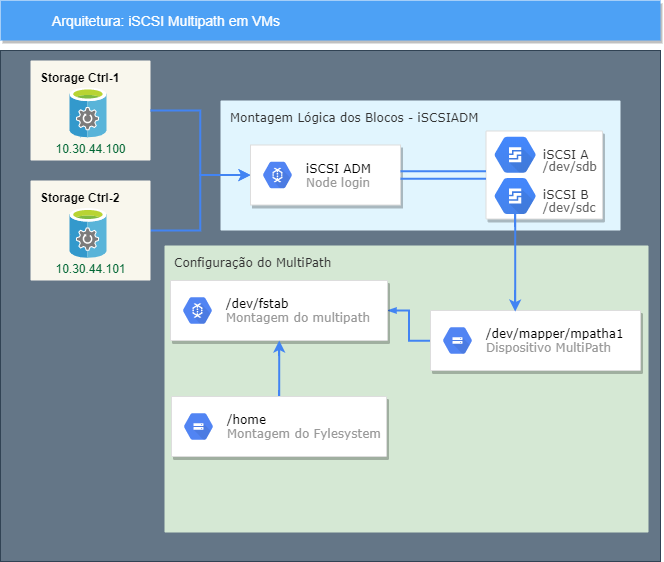 Arquitetura: iSCSI Multipath em VMs
Storage Ctrl-1
10.30.44.100
Storage Ctrl-2
10.30.44.101
Montagem Lógica dos Blocos - iSCSIADM
iSCSI ADM
Node login
iSCSI A
/dev/sdb
iSCSI B
/dev/sdc
Configuração do MultiPath
/dev/fstab
Montagem do multipath
/dev/mapper/mpatha1
Dispositivo MultiPath
/home
Montagem do Fylesystem